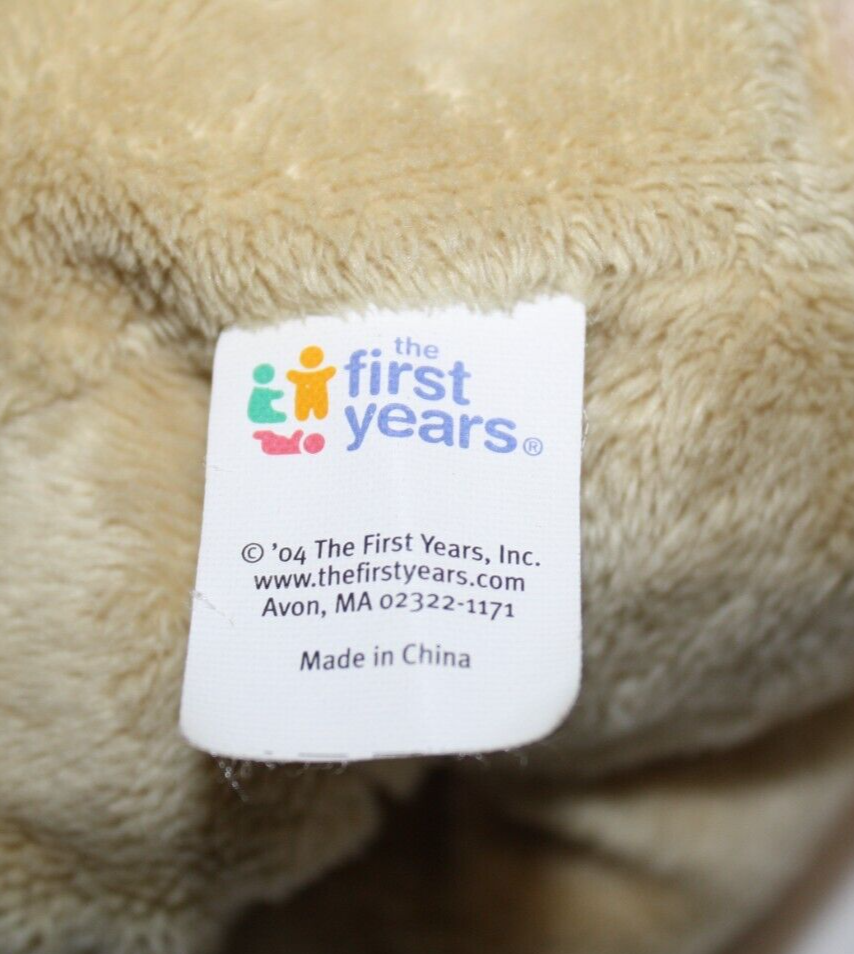 the
first
years®
© '04 The First Years, Inc.
www.thefirstyears.com
Avon, MA 02322-1171
Made in China